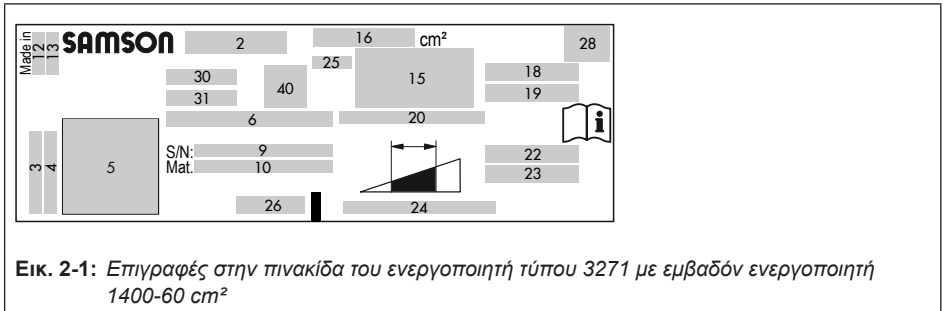 Made in
12
13
SAMSON
2
16 cm²
28
25
15
18
30
40
19
31
6
20
i
3
4
5
S/N: 9
Mat. 10
22
23
26
24
Εικ. 2-1: Επιγραφές στην πινακίδα του ενεργοποιητή τύπου 3271 με εμβαδόν ενεργοποιητή
1400-60 cm²